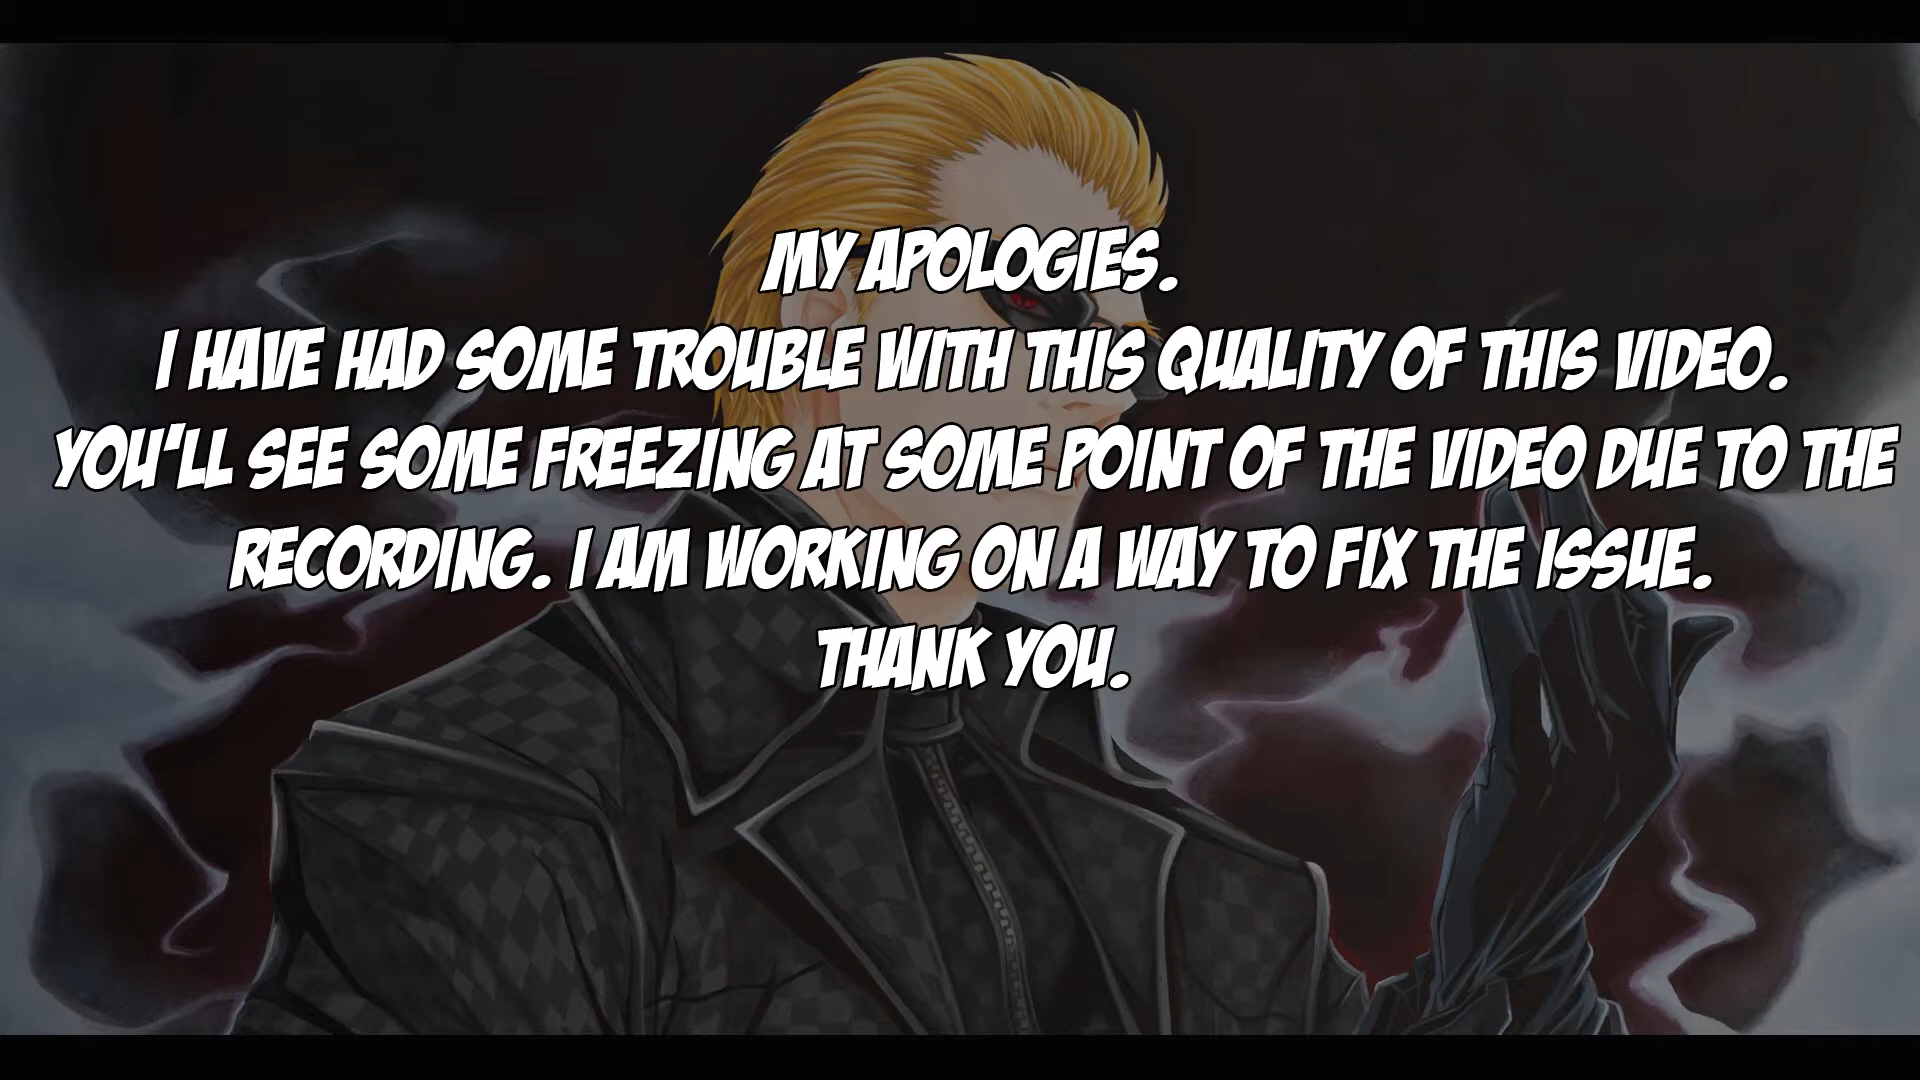 MY APOLOGIES.
I HAVE HAD SOME TROUBLE WITH THIS QUALITY OF THIS VIDEO.
YOU'LL SEE SOME FREEZING AT SOME POINT OF THE VIDEO DUE TO THE
RECORDING. I AM WORKING ON A WAY TO FIX THE ISSUE.
THANK YOU.